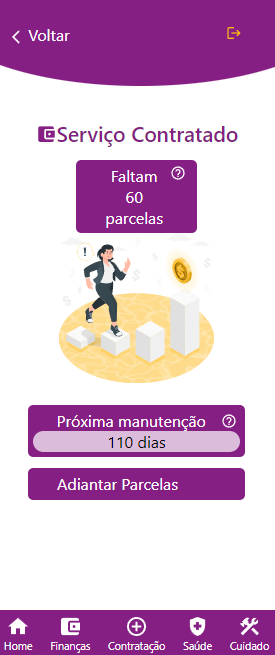 Voltar
Serviço Contratado
Faltam
60
parcelas
!
Próxima manutenção
110 dias
Adiantar Parcelas
Home Finanças Contratação Saúde Cuidado